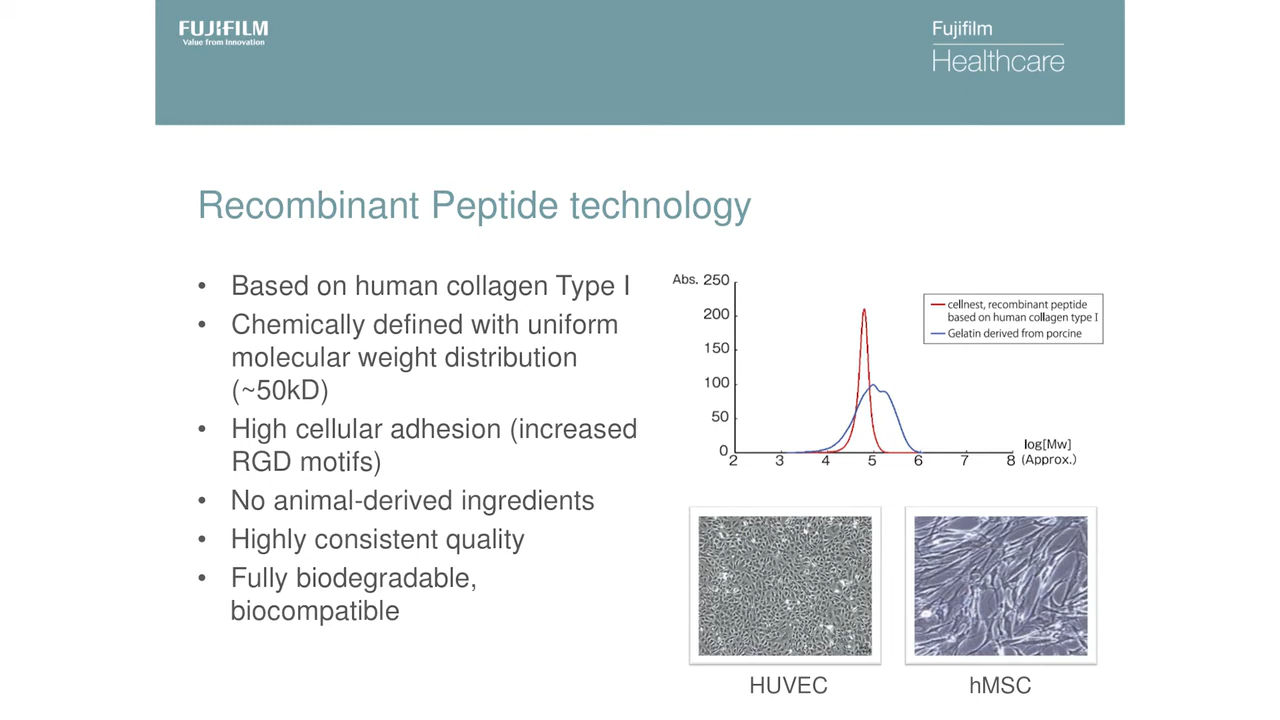 FUJIFILM
Value from Innovation
Fujifilm
Healthcare
Recombinant Peptide technology
• Based on human collagen Type I
• Chemically defined with uniform
molecular weight distribution
(~50kD)
• High cellular adhesion (increased
RGD motifs)
• No animal-derived ingredients
• Highly consistent quality
• Fully biodegradable,
biocompatible
Abs. 250
200
150
100
50
0
2 3 4 5 6 7 8
log[Mw]
(Approx.)
cellnest, recombinant peptide
based on human collagen type I
Gelatin derived from porcine
HUVEC
hMSC